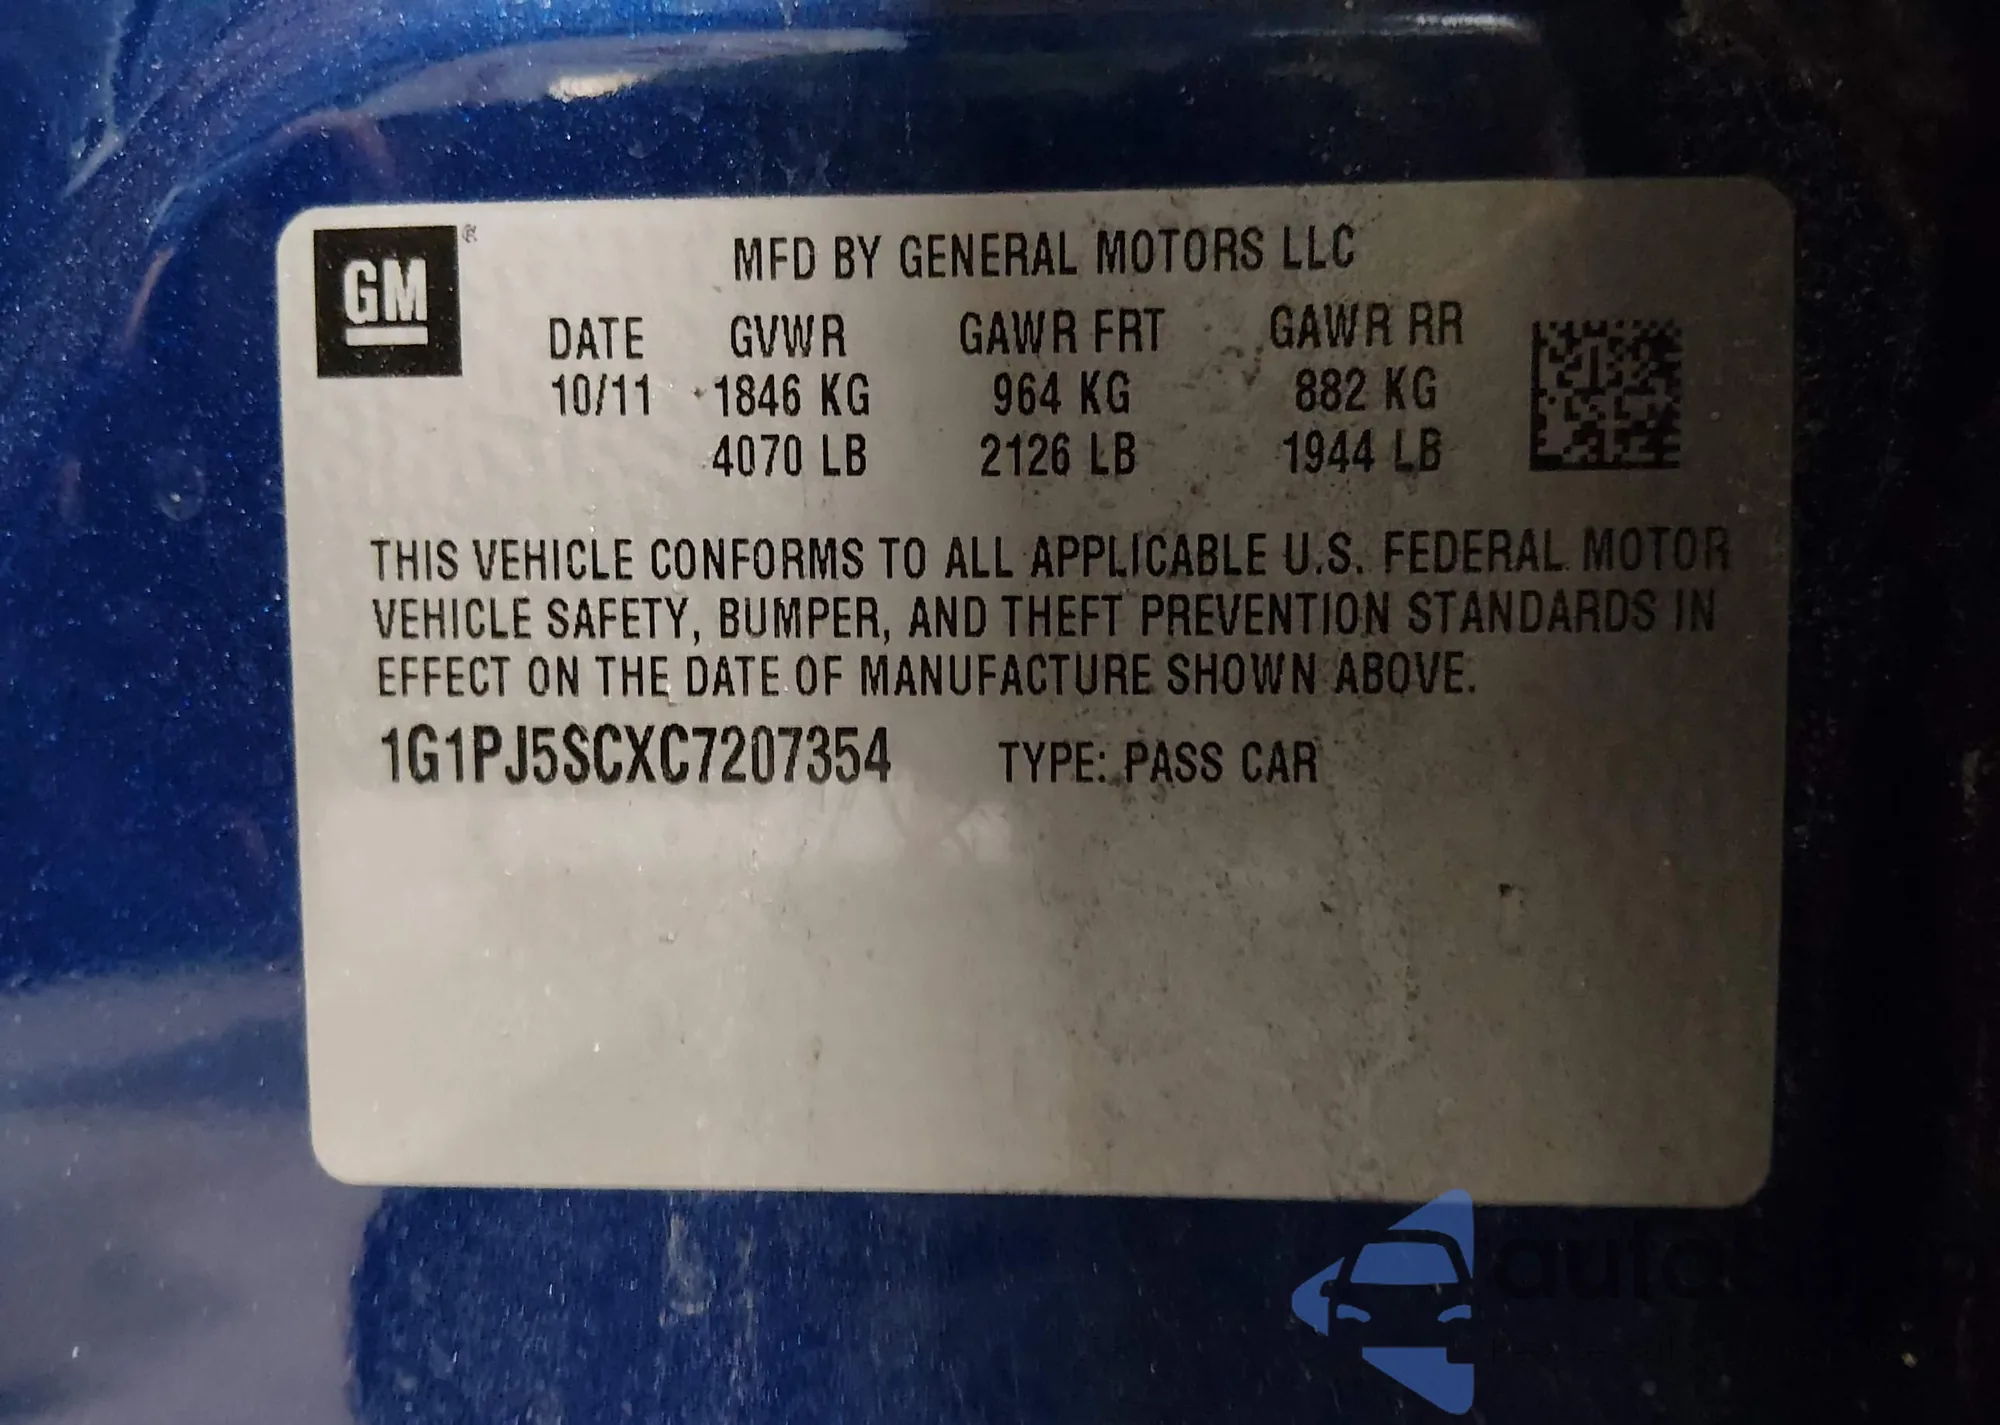 GM ®
MFD BY GENERAL MOTORS LLC
DATE GVWR GAWR FRT GAWR RR
10/11 1846 KG 964 KG 882 KG
4070 LB 2126 LB 1944 LB
THIS VEHICLE CONFORMS TO ALL APPLICABLE U.S. FEDERAL MOTOR
VEHICLE SAFETY, BUMPER, AND THEFT PREVENTION STANDARDS IN
EFFECT ON THE DATE OF MANUFACTURE SHOWN ABOVE.
1G1PJ5SCXC7207354 TYPE: PASS CAR